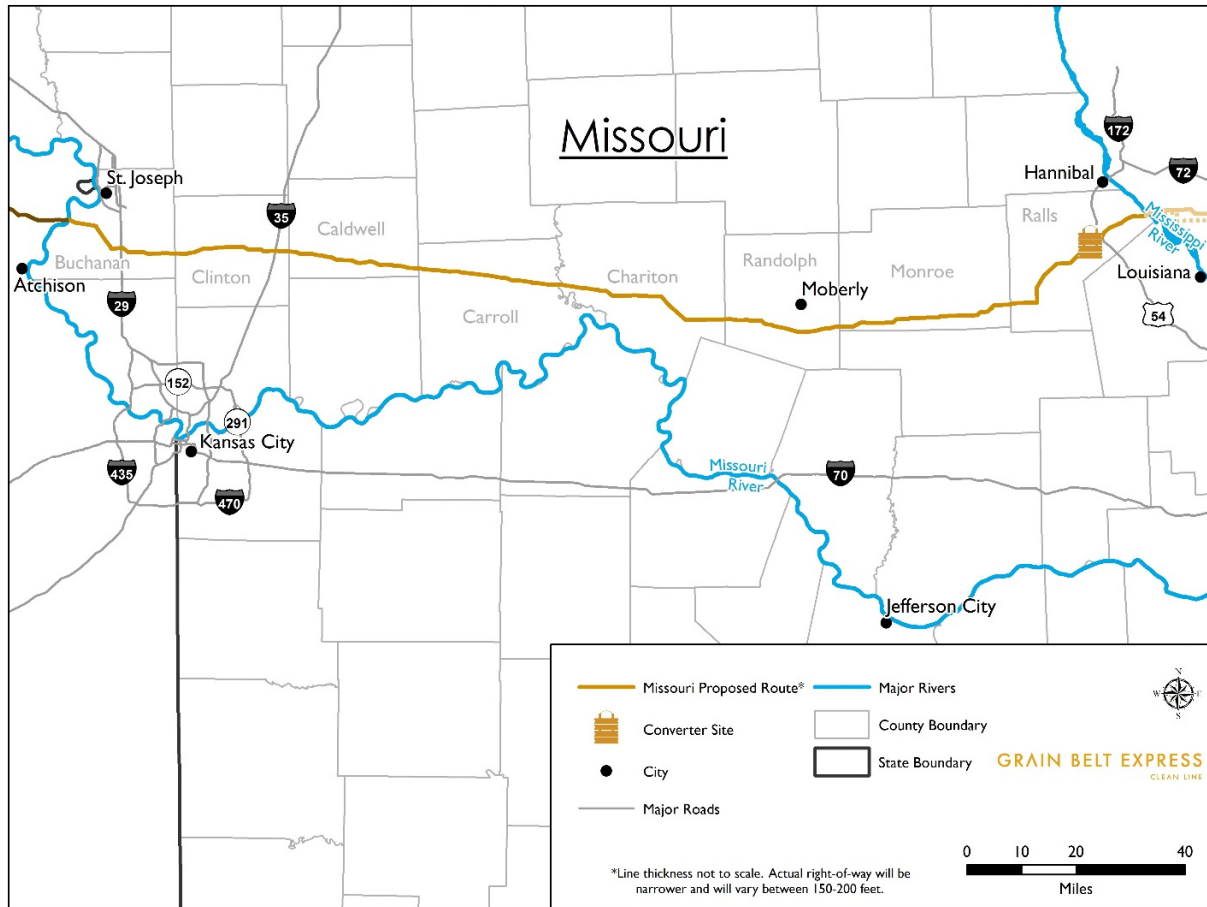 Missouri
172
Hannibal
72
St. Joseph
Mississippi
River
Ralls
35
Caldwell
Buchanan
Clinton
Chariton
Randolph
Monroe
Atchison
Louisiana
29
Moberly
54
Carroll
152
291
Kansas City
435
Missouri
River
70
470
Jefferson City
Missouri Proposed Route*
Major Rivers
N
W E
S
Converter Site
County Boundary
City
State Boundary
GRAIN BELT EXPRESS
CLEAN LINE
Major Roads
*Line thickness not to scale. Actual right-of-way will be
narrower and will vary between 150-200 feet.
0 10 20 40
Miles